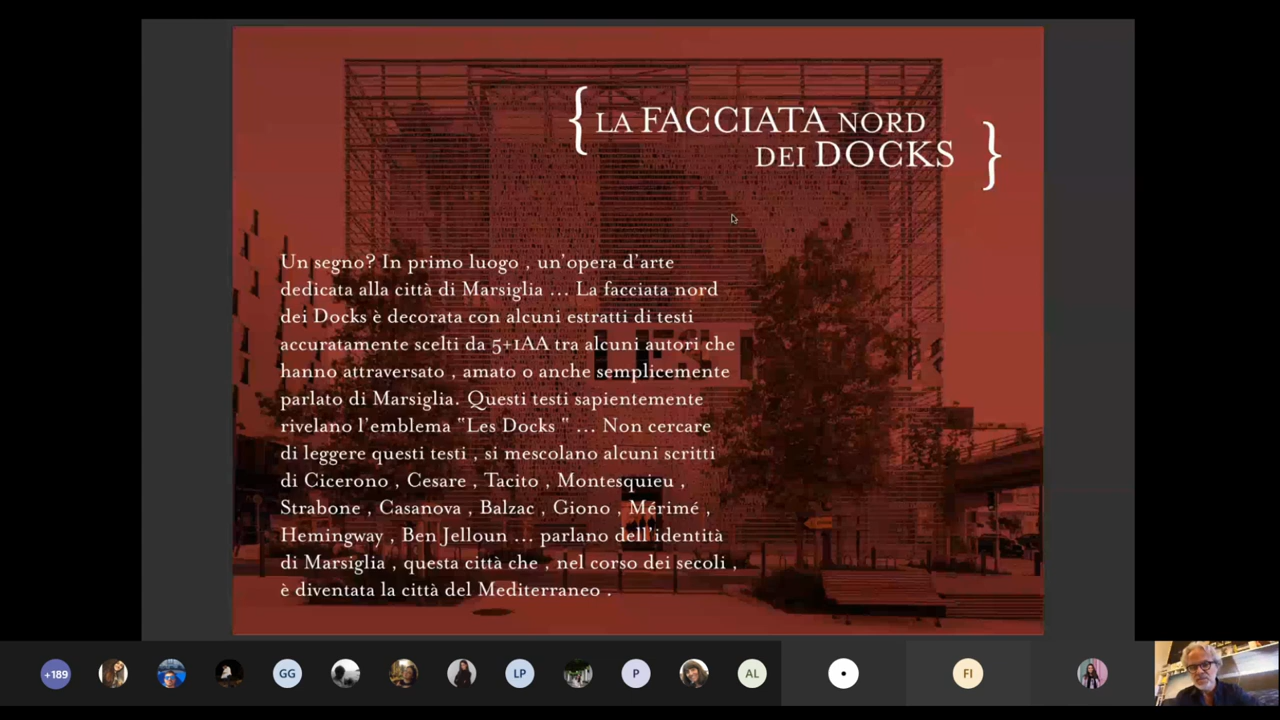 { LA FACCIATA NORD
DEI DOCKS }
Un segno? In primo luogo , un'opera d'arte
dedicata alla città di Marsiglia ... La facciata nord
dei Docks è decorata con alcuni estratti di testi
accuratamente scelti da 5+1AA tra alcuni autori che
hanno attraversato , amato o anche semplicemente
parlato di Marsiglia. Questi testi sapientemente
rivelano l'emblema "Les Docks " ... Non cercare
di leggere questi testi , si mescolano alcuni scritti
di Cicerono , Cesare , Tacito , Montesquieu ,
Strabone , Casanova , Balzac , Giono , Mérimé ,
Hemingway , Ben Jelloun ... parlano dell'identità
di Marsiglia , questa città che , nel corso dei secoli ,
è diventata la città del Mediterraneo .
LES
+189
GG
LP
P
AL
FI